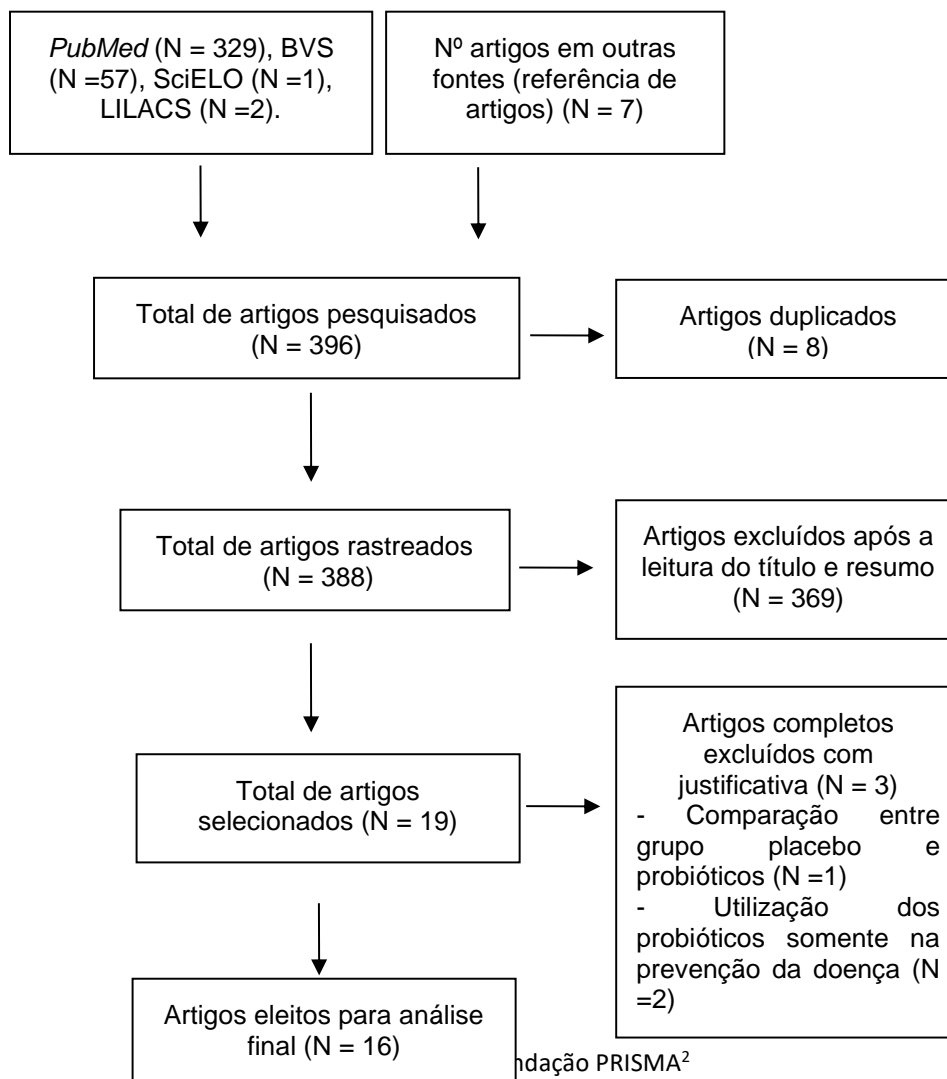 PubMed (N = 329), BVS
(N =57), SciELO (N =1),
LILACS (N =2).
Nº artigos em outras
fontes (referência de
artigos) (N = 7)
Total de artigos pesquisados
(N = 396)
Artigos duplicados
(N = 8)
Total de artigos rastreados
(N = 388)
Artigos excluídos após a
leitura do título e resumo
(N = 369)
Total de artigos
selecionados (N = 19)
Artigos completos
excluídos com
justificativa (N = 3)
- Comparação entre
grupo placebo e
probióticos (N =1)
- Utilização dos
probióticos somente na
prevenção da doença (N
=2)
Artigos eleitos para análise
final (N = 16)
PRISMA²